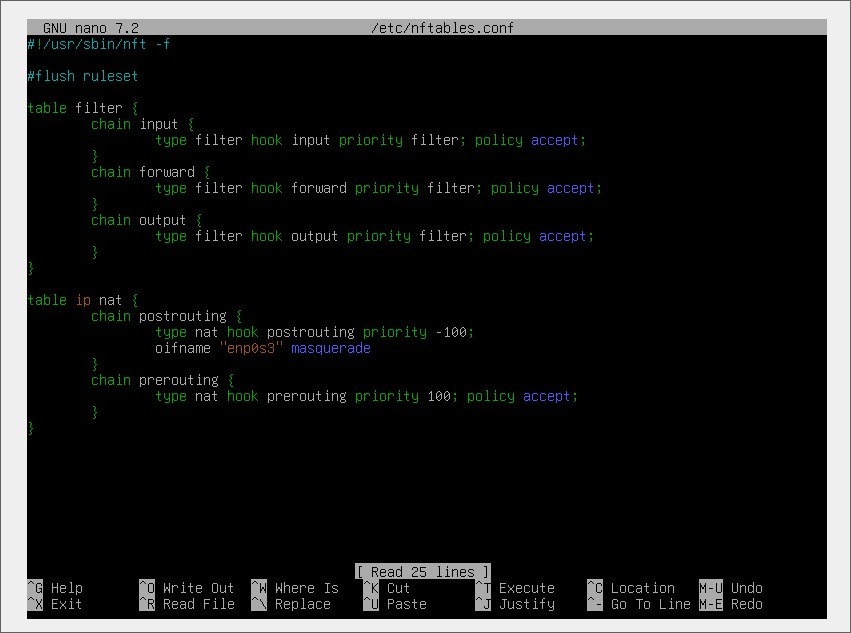 GNU nano 7.2 /etc/nftables.conf
#!/usr/sbin/nft -f
#flush ruleset
table filter {
chain input {
type filter hook input priority filter; policy accept;
}
chain forward {
type filter hook forward priority filter; policy accept;
}
chain output {
type filter hook output priority filter; policy accept;
}
}
table ip nat {
chain postrouting {
type nat hook postrouting priority -100;
oifname "enp0s3" masquerade
}
chain prerouting {
type nat hook prerouting priority 100; policy accept;
}
}
[ Read 25 lines ]
^G Help ^O Write Out ^W Where Is ^K Cut ^T Execute ^C Location M-U Undo
^X Exit ^R Read File ^\ Replace ^U Paste ^J Justify ^- Go To Line M-E Redo